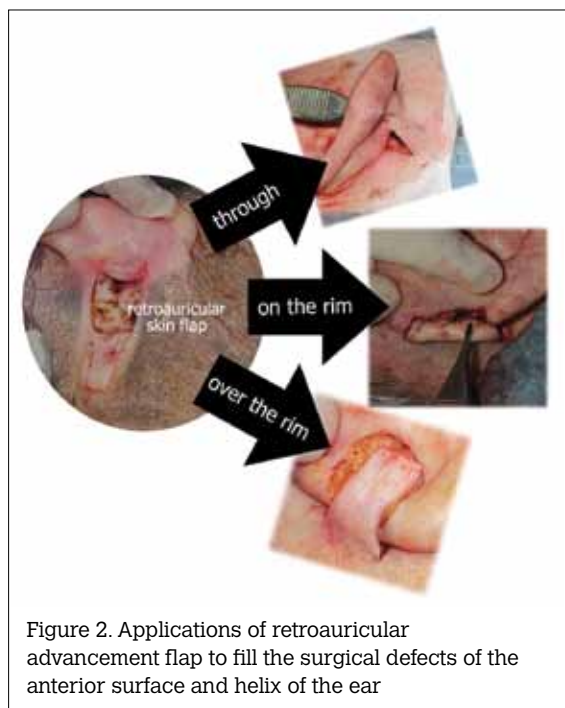 through
retroauricular
skin flap
on the rim
over the rim
Figure 2. Applications of retroauricular
advancement flap to fill the surgical defects of the
anterior surface and helix of the ear